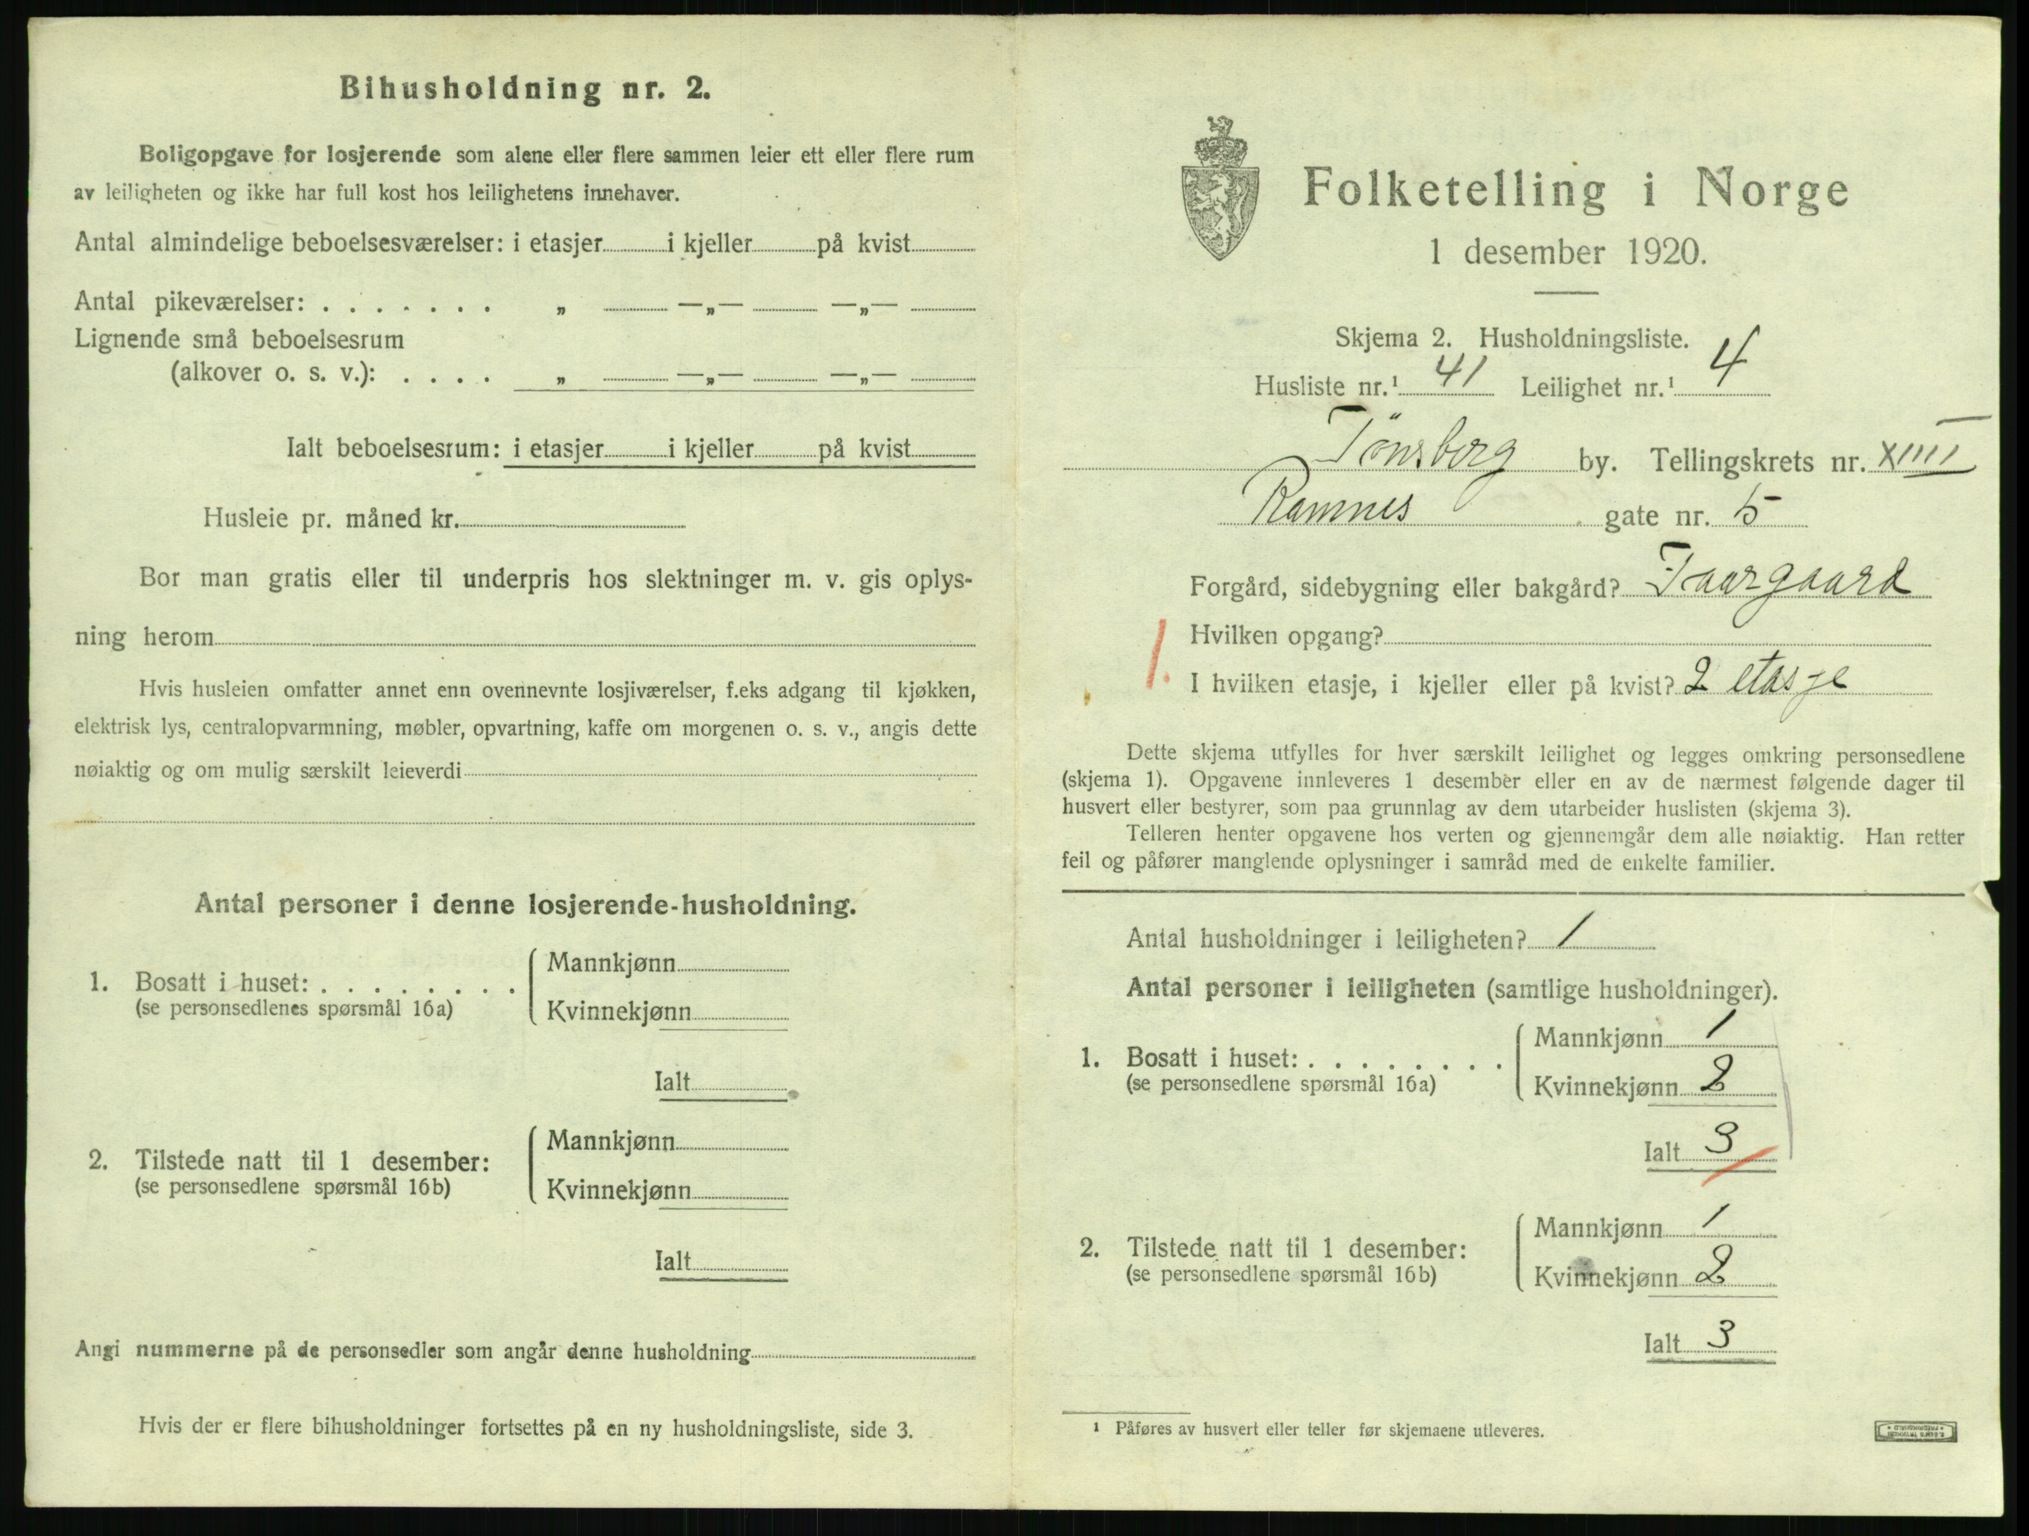 Bihusholdning nr. 2.
Boligopgave for losjerende som alene eller flere sammen leier ett eller flere rum
av leiligheten og ikke har full kost hos leilighetens innehaver.
Antal almindelige beboelsesværelser: i etasjer i kjeller på kvist
Antal pikeværelser: . . . . . . . „ —„— —„—
Lignende små beboelsesrum
(alkover o. s. v.): . . . . „ —„— —„—
Ialt beboelsesrum: i etasjer i kjeller på kvist
Husleie pr. måned kr.
Bor man gratis eller til underpris hos slektninger m. v. gis oplys-
ning herom
Hvis husleien omfatter annet enn ovennevnte losjiværelser, f.eks adgang til kjøkken,
elektrisk lys, centralopvarmning, møbler, opvartning, kaffe om morgenen o. s. v., angis dette
nøiaktig og om mulig særskilt leieverdi
Antal personer i denne losjerende-husholdning.
1. Bosatt i huset: . . . . . . . . Mannkjønn
(se personsedlenes spørsmål 16a) Kvinnekjønn
Ialt
2. Tilstede natt til 1 desember: Mannkjønn
(se personsedlene spørsmål 16b) Kvinnekjønn
Ialt
Angi nummerne på de personsedler som angår denne husholdning
Hvis der er flere bihusholdninger fortsettes på en ny husholdningsliste, side 3.
Folketelling i Norge
1 desember 1920.
Skjema 2. Husholdningsliste.
Husliste nr.¹ 41 Leilighet nr.¹ 4
Tønsberg by. Tellingskrets nr. XIIII
Ramnes gate nr. 5
Forgård, sidebygning eller bakgård? Faargaard
Hvilken opgang?
1.
I hvilken etasje, i kjeller eller på kvist? 2 etasje
Dette skjema utfylles for hver særskilt leilighet og legges omkring personsedlene
(skjema 1). Opgavene innleveres 1 desember eller en av de nærmest følgende dager til
husvert eller bestyrer, som paa grunnlag av dem utarbeider huslisten (skjema 3).
Telleren henter opgavene hos verten og gjennemgår dem alle nøiaktig. Han retter
feil og påfører manglende oplysninger i samråd med de enkelte familier.
Antal husholdninger i leiligheten? 1
Antal personer i leiligheten (samtlige husholdninger).
1. Bosatt i huset: . . . . . . . . Mannkjønn 1
(se personsedlene spørsmål 16a) Kvinnekjønn 2
Ialt 3
2. Tilstede natt til 1 desember: Mannkjønn 1
(se personsedlene spørsmål 16b) Kvinnekjønn 2
Ialt 3
¹ Påføres av husvert eller teller før skjemaene utleveres.